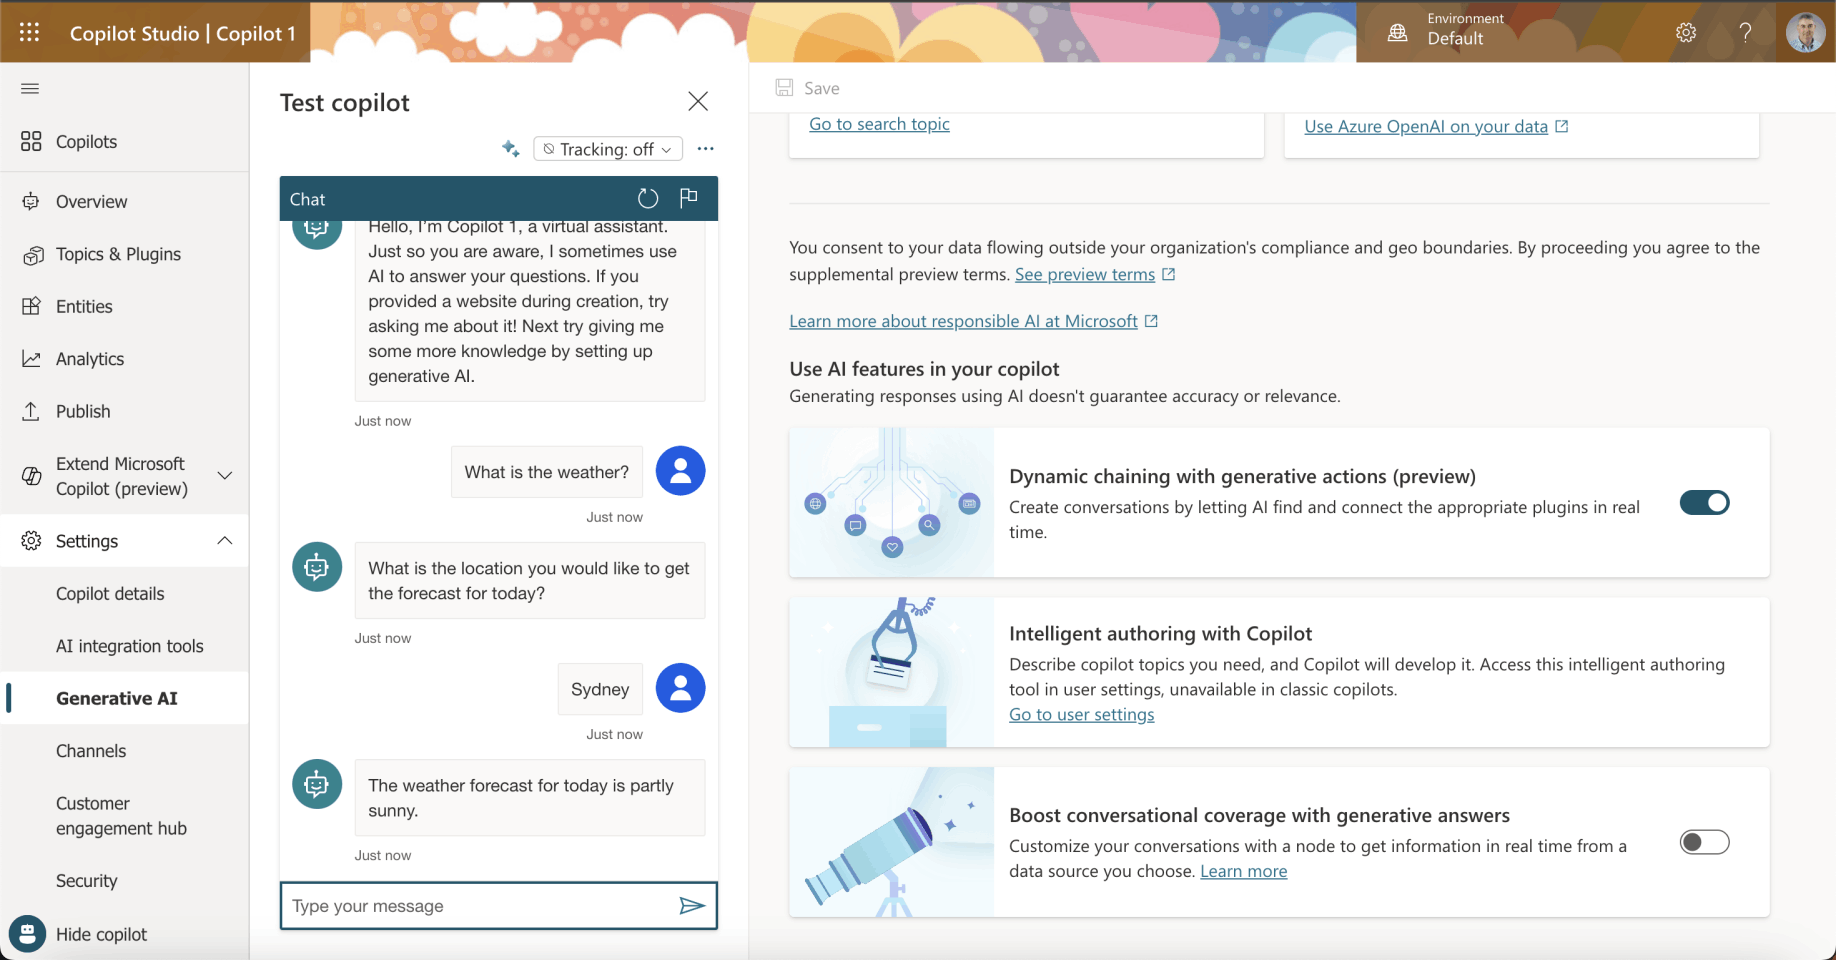 Copilot Studio | Copilot 1
Environment
Default
Copilots
Overview
Topics & Plugins
Entities
Analytics
Publish
Extend Microsoft
Copilot (preview)
Settings
Copilot details
AI integration tools
Generative AI
Channels
Customer
engagement hub
Security
Hide copilot
Test copilot
Tracking: off
Chat
Hello, I'm Copilot 1, a virtual assistant.
Just so you are aware, I sometimes use
AI to answer your questions. If you
provided a website during creation, try
asking me about it! Next try giving me
some more knowledge by setting up
generative AI.
Just now
What is the weather?
Just now
What is the location you would like to get
the forecast for today?
Just now
Sydney
Just now
The weather forecast for today is partly
sunny.
Just now
Type your message
Save
Go to search topic
Use Azure OpenAI on your data
You consent to your data flowing outside your organization's compliance and geo boundaries. By proceeding you agree to the
supplemental preview terms. See preview terms
Learn more about responsible AI at Microsoft
Use AI features in your copilot
Generating responses using AI doesn't guarantee accuracy or relevance.
Dynamic chaining with generative actions (preview)
Create conversations by letting AI find and connect the appropriate plugins in real
time.
Intelligent authoring with Copilot
Describe copilot topics you need, and Copilot will develop it. Access this intelligent authoring
tool in user settings, unavailable in classic copilots.
Go to user settings
Boost conversational coverage with generative answers
Customize your conversations with a node to get information in real time from a
data source you choose. Learn more